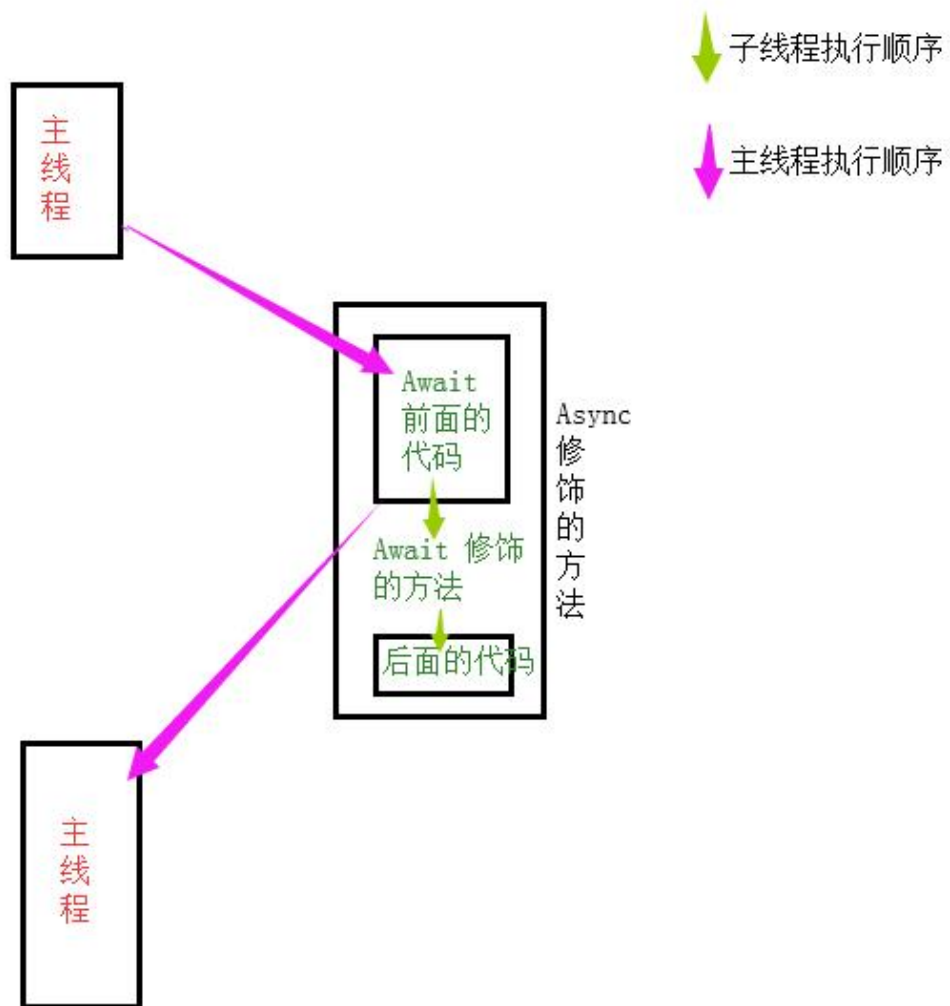 子线程执行顺序
主线程执行顺序
主
线
程
Await
前面的
代码
Await 修饰
的方法
后面的代码
Async
修
饰
的
方
法
主
线
程